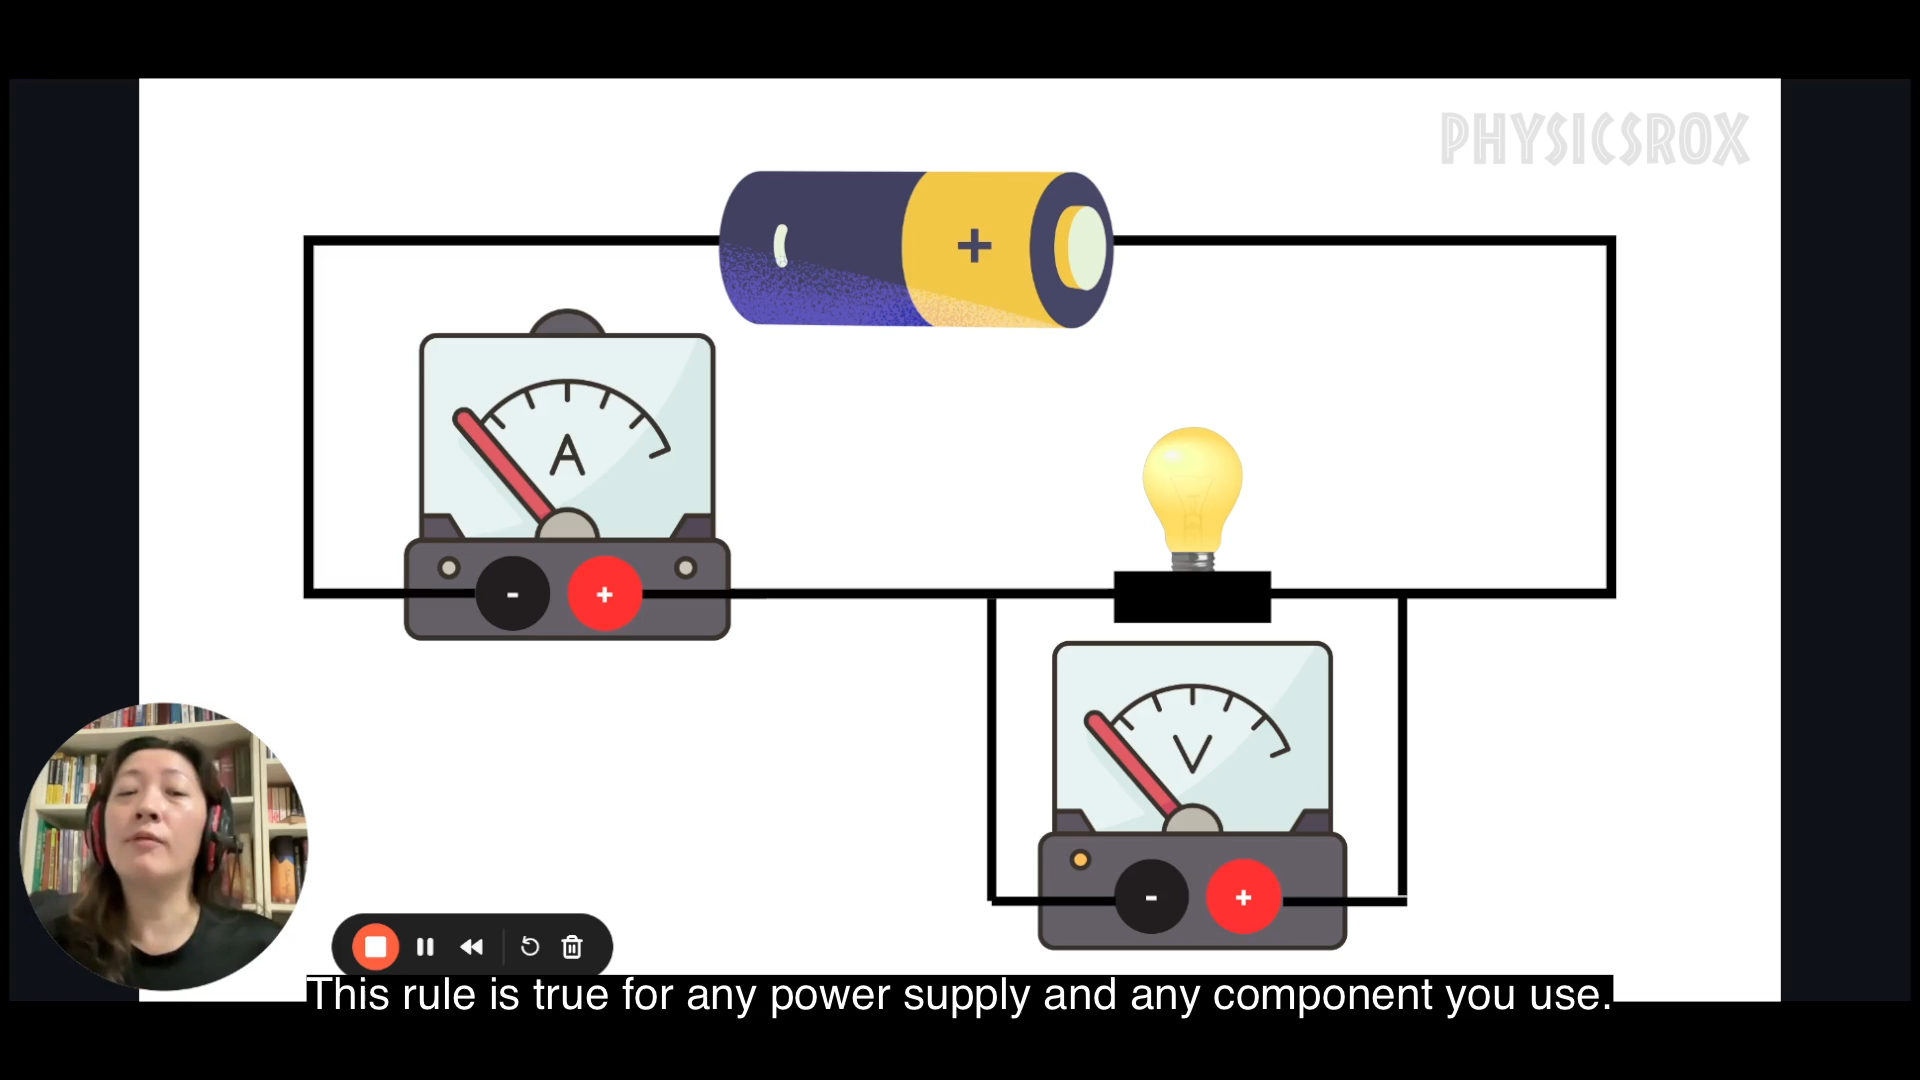 PHYSICSROX
+
A
- +
V
- +
This rule is true for any power supply and any component you use.